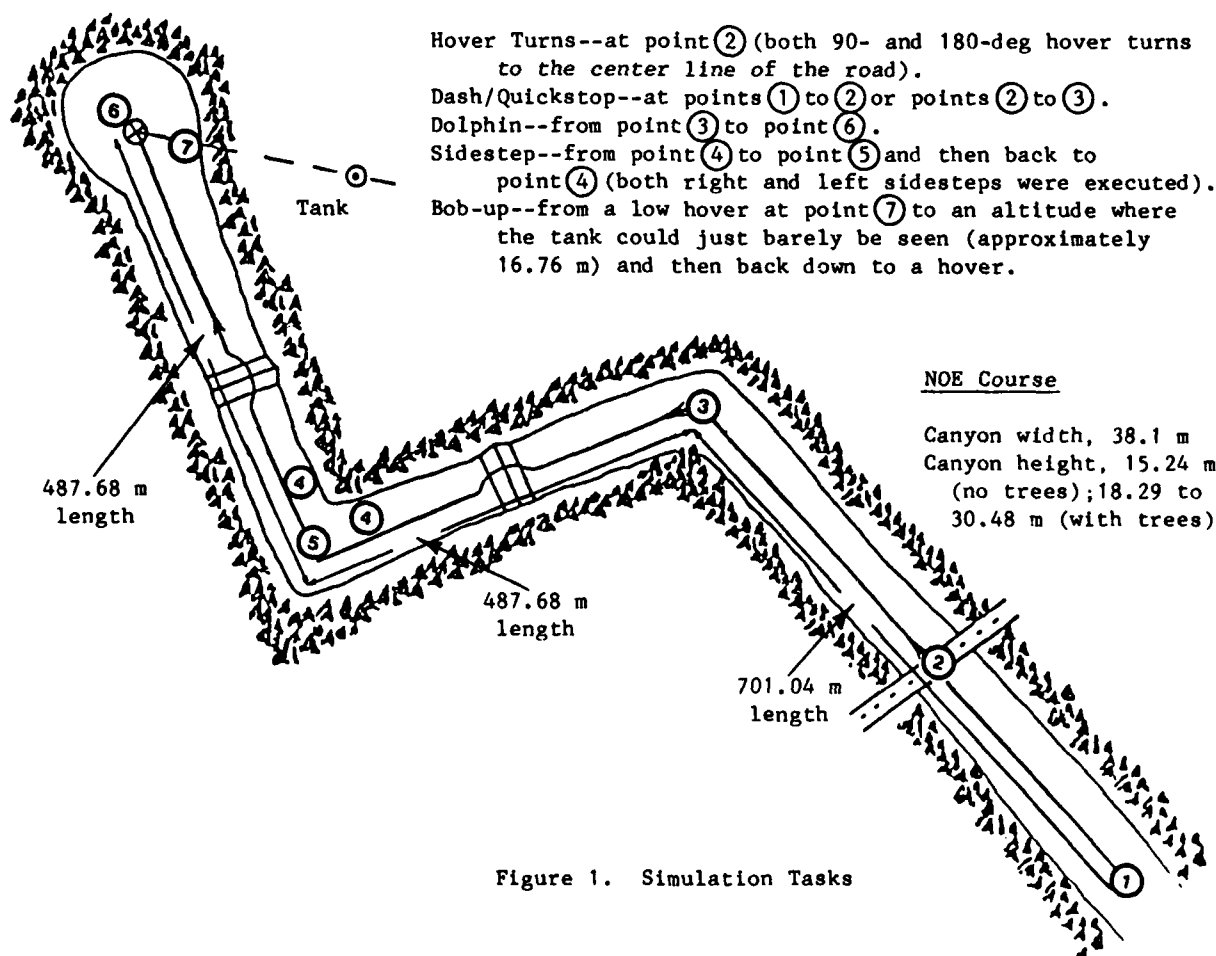 Hover Turns--at point ② (both 90- and 180-deg hover turns
to the center line of the road).
Dash/Quickstop--at points ① to ② or points ② to ③.
Dolphin--from point ③ to point ⑥.
Sidestep--from point ④ to point ⑤ and then back to
point ④ (both right and left sidesteps were executed).
Bob-up--from a low hover at point ⑦ to an altitude where
the tank could just barely be seen (approximately
16.76 m) and then back down to a hover.
⑥
⑦
Tank
NOE Course
Canyon width, 38.1 m
Canyon height, 15.24 m
(no trees);18.29 to
30.48 m (with trees)
③
487.68 m
length
④
④
⑤
487.68 m
length
②
701.04 m
length
①
Figure 1. Simulation Tasks